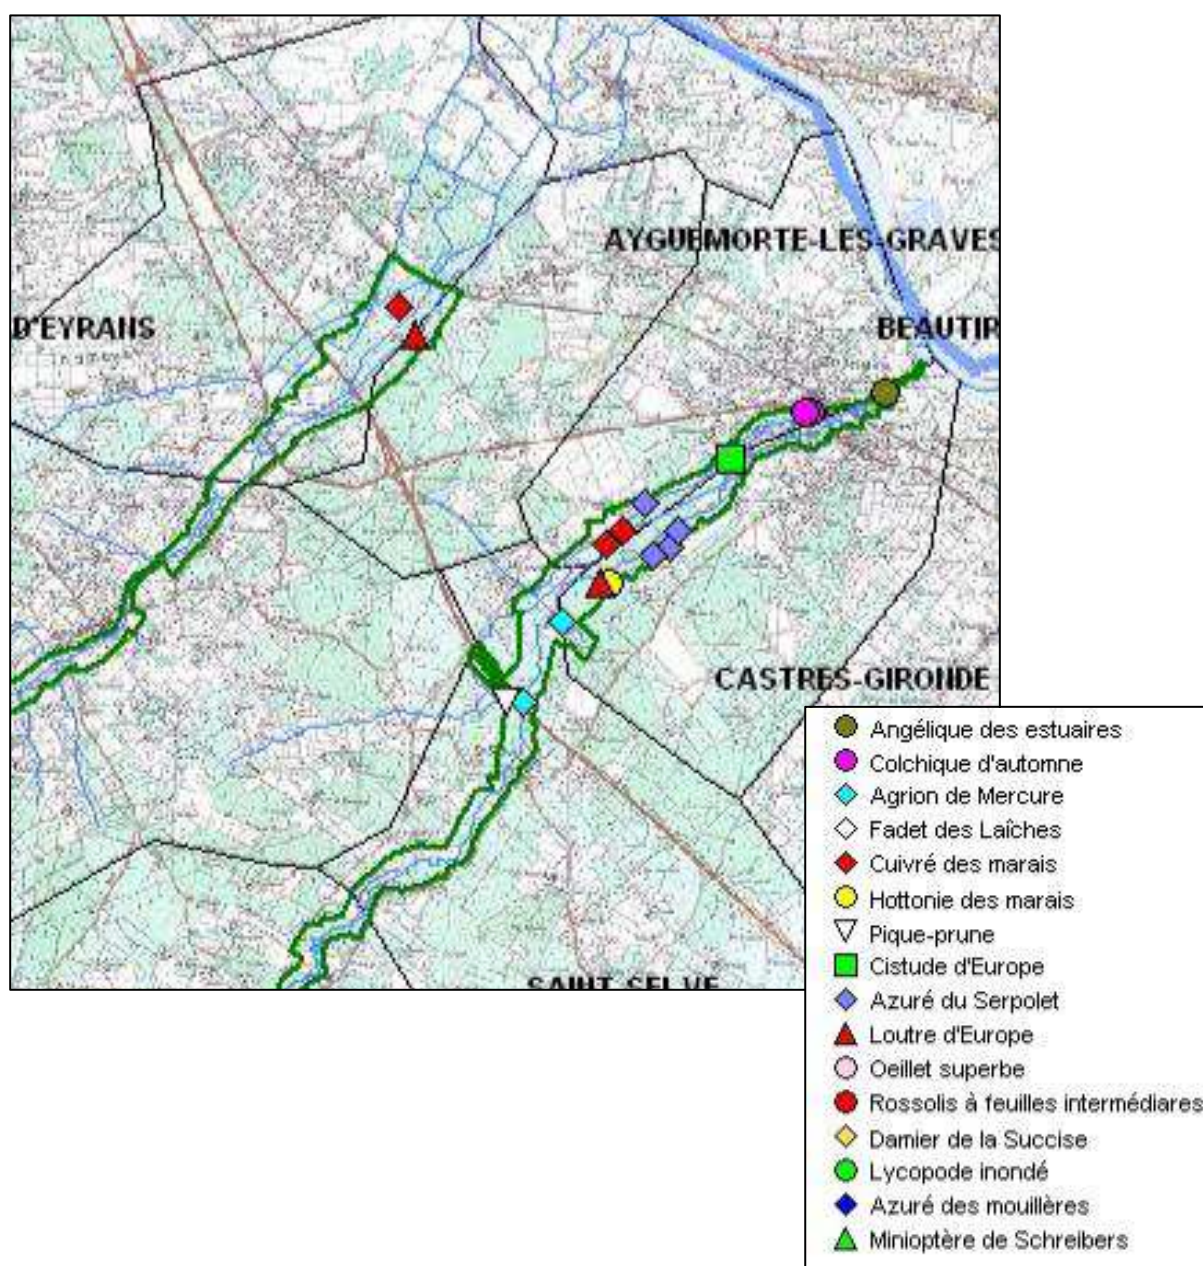 AYGUEMORTE-LES-GRAVES
D'EYRANS
BEAUTIR
CASTRES-GIRONDE
SAINT-SELVE
Angélique des estuaires
Colchique d'automne
Agrion de Mercure
Fadet des Laîches
Cuivré des marais
Hottonie des marais
Pique-prune
Cistude d'Europe
Azuré du Serpolet
Loutre d'Europe
Oeillet superbe
Rossolis à feuilles intermédiares
Damier de la Succise
Lycopode inondé
Azuré des mouillères
Minioptère de Schreibers